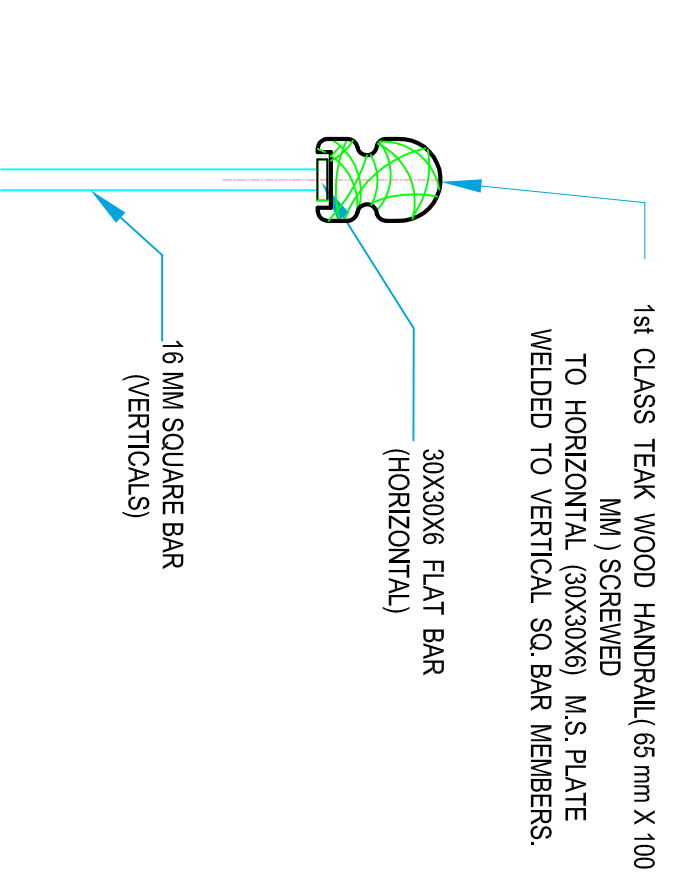 1st CLASS TEAK WOOD HANDRAIL( 65 mm X 100
MM ) SCREWED
TO HORIZONTAL (30X30X6) M.S. PLATE
WELDED TO VERTICAL SQ. BAR MEMBERS.
30X30X6 FLAT BAR
(HORIZONTAL)
16 MM SQUARE BAR
(VERTICALS)